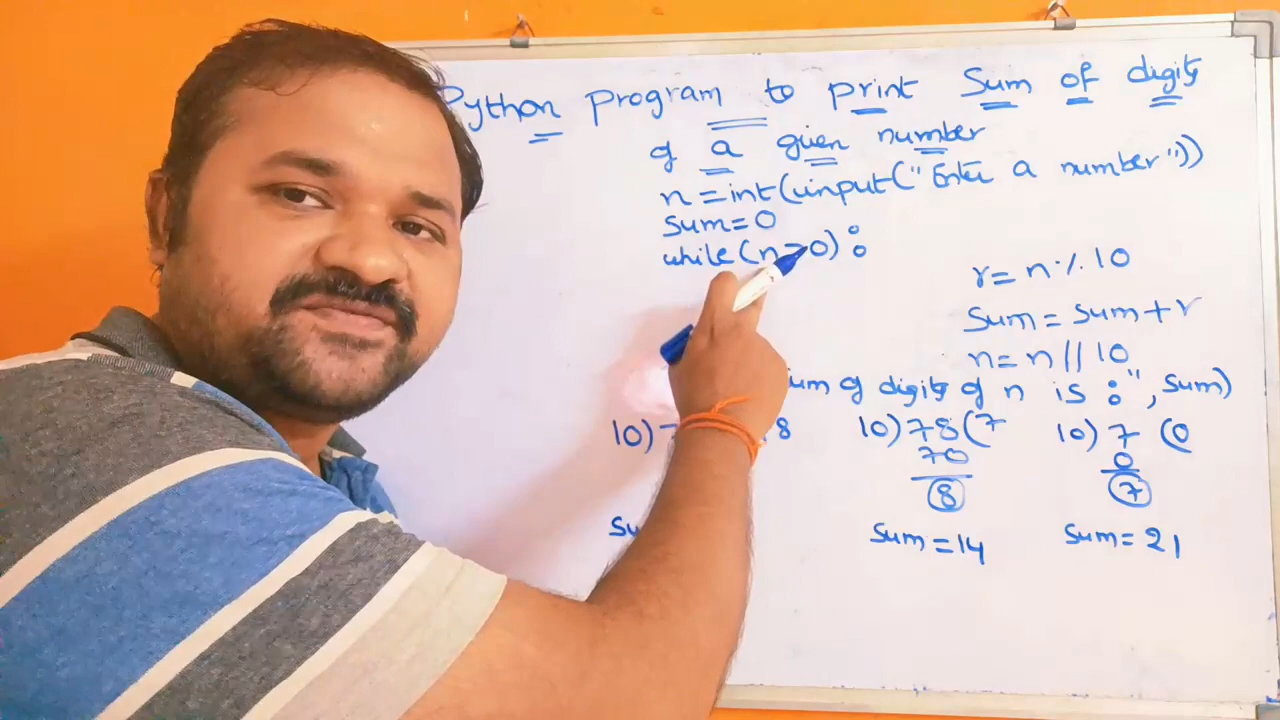 Python program to print Sum of digits
of a given number
n=int(input("Enter a number"))
sum=0
while(n>0):
r=n%10
sum=sum+r
n=n//10
of digits of n is :", sum)
10) 8 10)78(7 10)7(0
70 0
8 7
sum=14 sum=21